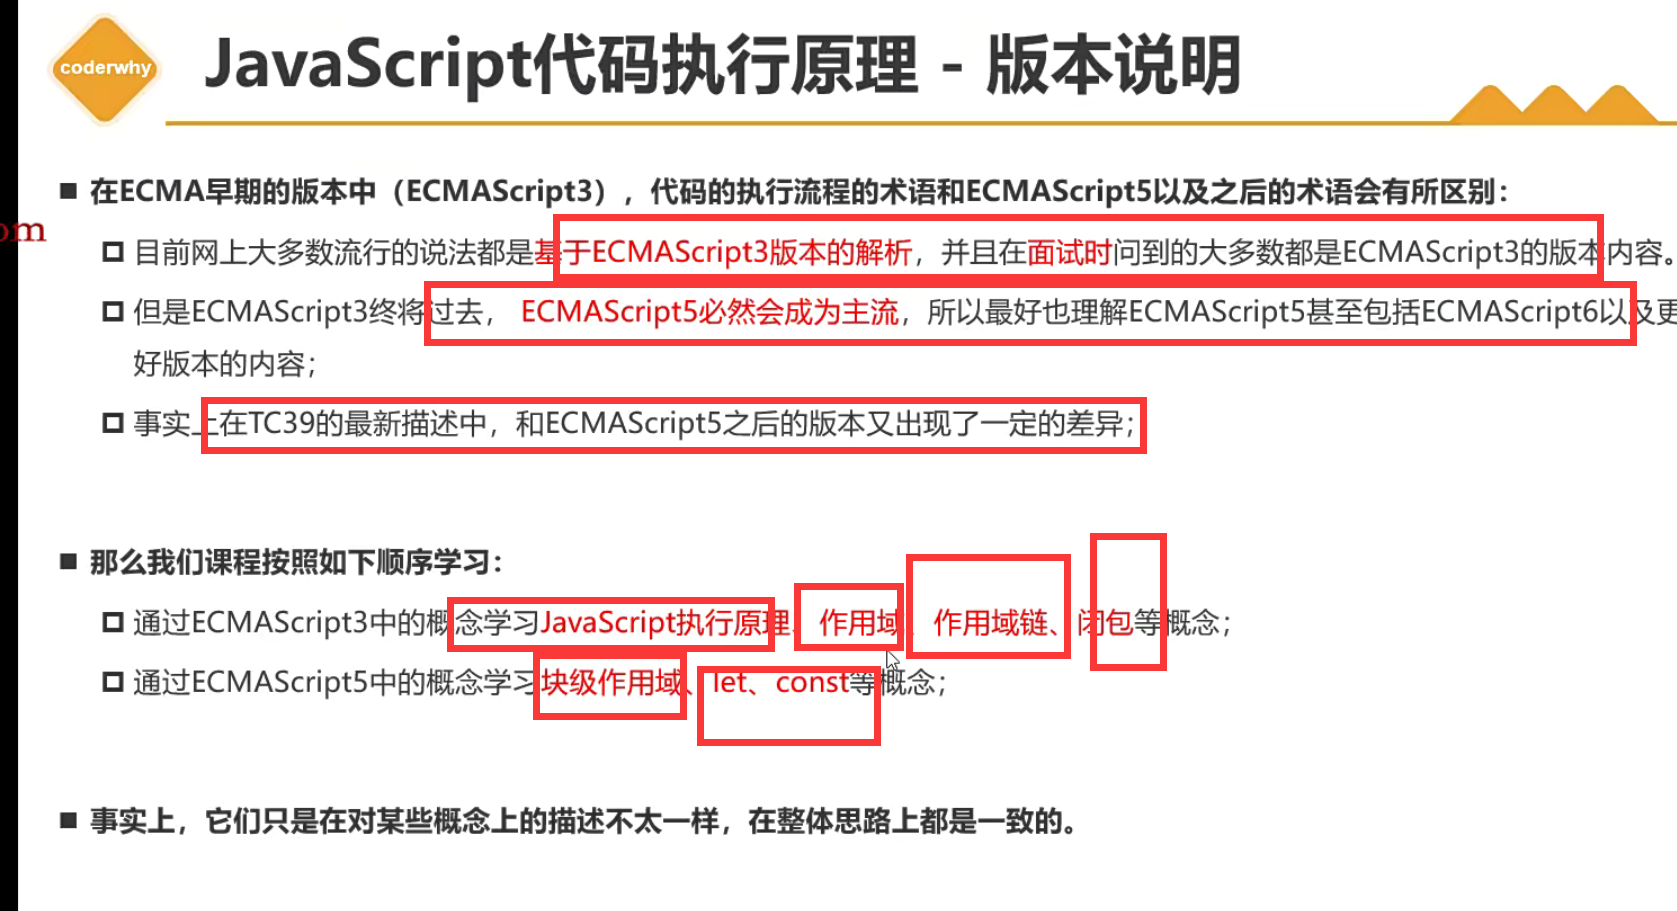 coderwhy
JavaScript代码执行原理 - 版本说明
在ECMA早期的版本中（ECMAScript3），代码的执行流程的术语和ECMAScript5以及之后的术语会有所区别：
om
目前网上大多数流行的说法都是基于ECMAScript3版本的解析，并且在面试时问到的大多数都是ECMAScript3的版本内容。
但是ECMAScript3终将过去， ECMAScript5必然会成为主流，所以最好也理解ECMAScript5甚至包括ECMAScript6以及更
好版本的内容；
事实上在TC39的最新描述中，和ECMAScript5之后的版本又出现了一定的差异；
那么我们课程按照如下顺序学习：
通过ECMAScript3中的概念学习JavaScript执行原理、作用域、作用域链、闭包等概念；
通过ECMAScript5中的概念学习块级作用域、let、const等概念；
事实上，它们只是在对某些概念上的描述不太一样，在整体思路上都是一致的。